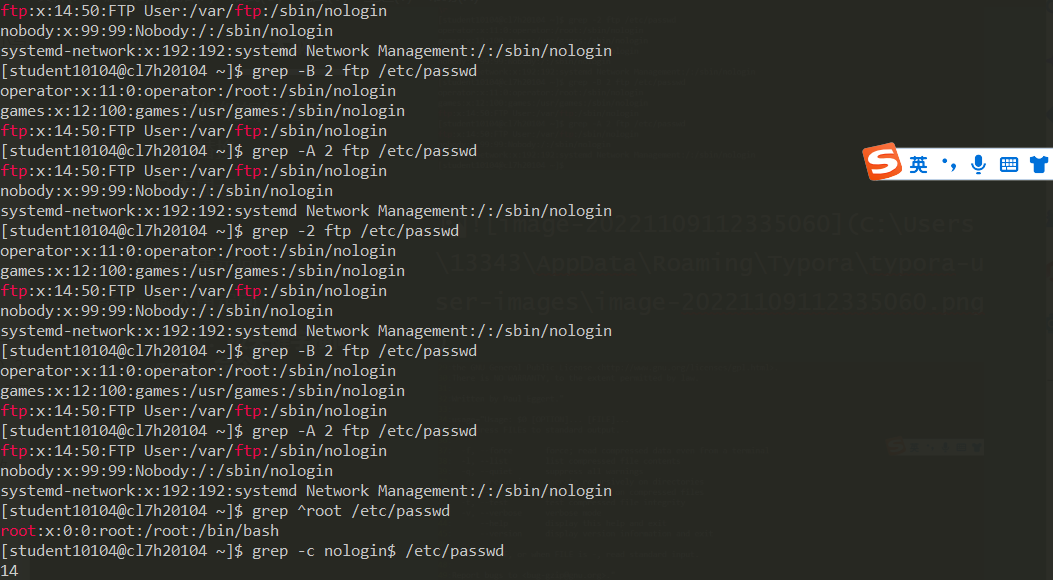 ftp:x:14:50:FTP User:/var/ftp:/sbin/nologin
nobody:x:99:99:Nobody:/:/sbin/nologin
systemd-network:x:192:192:systemd Network Management:/:/sbin/nologin
[student10104@cl7h20104 ~]$ grep -B 2 ftp /etc/passwd
operator:x:11:0:operator:/root:/sbin/nologin
games:x:12:100:games:/usr/games:/sbin/nologin
ftp:x:14:50:FTP User:/var/ftp:/sbin/nologin
[student10104@cl7h20104 ~]$ grep -A 2 ftp /etc/passwd
ftp:x:14:50:FTP User:/var/ftp:/sbin/nologin
英
nobody:x:99:99:Nobody:/:/sbin/nologin
systemd-network:x:192:192:systemd Network Management:/:/sbin/nologin
[image-20221109112335060](C:\Users
[student10104@cl7h20104 ~]$ grep -2 ftp /etc/passwd
operator:x:11:0:operator:/root:/sbin/nologin
\13343\AppData\Roaming\Typora\typora-u
games:x:12:100:games:/usr/games:/sbin/nologin
ftp:x:14:50:FTP User:/var/ftp:/sbin/nologin
ser-images\image-20221109112335060.png
nobody:x:99:99:Nobody:/:/sbin/nologin
systemd-network:x:192:192:systemd Network Management:/:/sbin/nologin
[student10104@cl7h20104 ~]$ grep -B 2 ftp /etc/passwd
operator:x:11:0:operator:/root:/sbin/nologin
games:x:12:100:games:/usr/games:/sbin/nologin
ftp:x:14:50:FTP User:/var/ftp:/sbin/nologin
[student10104@cl7h20104 ~]$ grep -A 2 ftp /etc/passwd
ftp:x:14:50:FTP User:/var/ftp:/sbin/nologin
nobody:x:99:99:Nobody:/:/sbin/nologin
systemd-network:x:192:192:systemd Network Management:/:/sbin/nologin
[student10104@cl7h20104 ~]$ grep ^root /etc/passwd
root:x:0:0:root:/root:/bin/bash
[student10104@cl7h20104 ~]$ grep -c nologin$ /etc/passwd
14